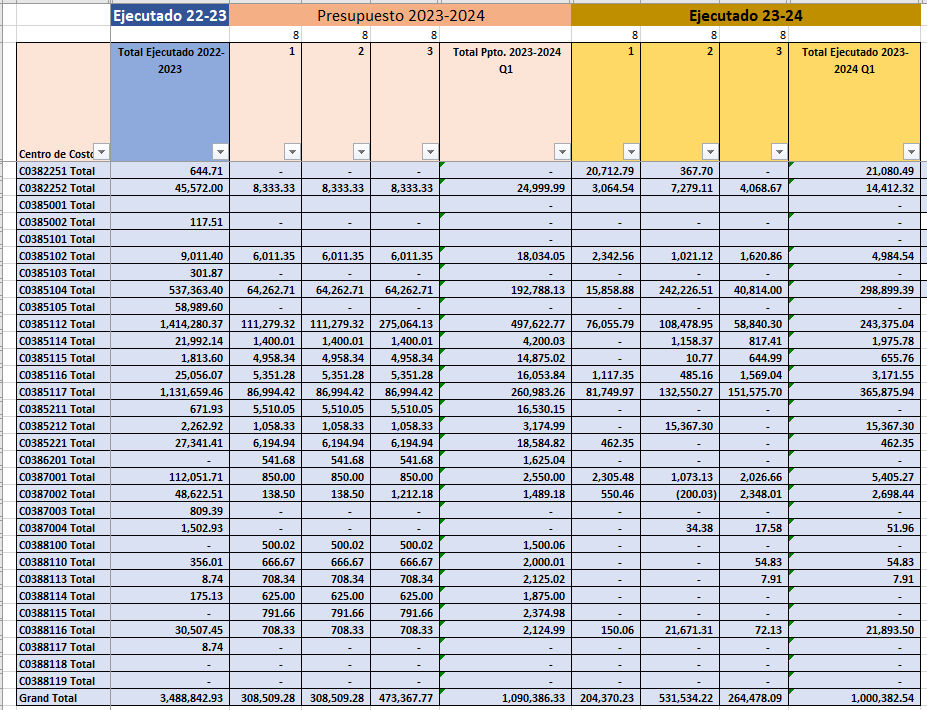 Ejecutado 22-23 Presupuesto 2023-2024 Ejecutado 23-24
8 8 8 8 8 8
Centro de Costo Total Ejecutado 2022-2023 1 2 3 Total Ppto. 2023-2024 Q1 1 2 3 Total Ejecutado 2023-2024 Q1
C0382251 Total 644.71 - - - - 20,712.79 367.70 - 21,080.49
C0382252 Total 45,572.00 8,333.33 8,333.33 8,333.33 24,999.99 3,064.54 7,279.11 4,068.67 14,412.32
C0385001 Total - -
C0385002 Total 117.51 - - - - - - - -
C0385101 Total - -
C0385102 Total 9,011.40 6,011.35 6,011.35 6,011.35 18,034.05 2,342.56 1,021.12 1,620.86 4,984.54
C0385103 Total 301.87 - - - - - - - -
C0385104 Total 537,363.40 64,262.71 64,262.71 64,262.71 192,788.13 15,858.88 242,226.51 40,814.00 298,899.39
C0385105 Total 58,989.60 - - - - - - - -
C0385112 Total 1,414,280.37 111,279.32 111,279.32 275,064.13 497,622.77 76,055.79 108,478.95 58,840.30 243,375.04
C0385114 Total 21,992.14 1,400.01 1,400.01 1,400.01 4,200.03 - 1,158.37 817.41 1,975.78
C0385115 Total 1,813.60 4,958.34 4,958.34 4,958.34 14,875.02 - 10.77 644.99 655.76
C0385116 Total 25,056.07 5,351.28 5,351.28 5,351.28 16,053.84 1,117.35 485.16 1,569.04 3,171.55
C0385117 Total 1,131,659.46 86,994.42 86,994.42 86,994.42 260,983.26 81,749.97 132,550.27 151,575.70 365,875.94
C0385211 Total 671.93 5,510.05 5,510.05 5,510.05 16,530.15 - - - -
C0385212 Total 2,262.92 1,058.33 1,058.33 1,058.33 3,174.99 - 15,367.30 - 15,367.30
C0385221 Total 27,341.41 6,194.94 6,194.94 6,194.94 18,584.82 462.35 - - 462.35
C0386201 Total - 541.68 541.68 541.68 1,625.04 - - - -
C0387001 Total 112,051.71 850.00 850.00 850.00 2,550.00 2,305.48 1,073.13 2,026.66 5,405.27
C0387002 Total 48,622.51 138.50 138.50 1,212.18 1,489.18 550.46 (200.03) 2,348.01 2,698.44
C0387003 Total 809.39 - - - - - - - -
C0387004 Total 1,502.93 - - - - - 34.38 17.58 51.96
C0388100 Total - 500.02 500.02 500.02 1,500.06 - - - -
C0388110 Total 356.01 666.67 666.67 666.67 2,000.01 - - 54.83 54.83
C0388113 Total 8.74 708.34 708.34 708.34 2,125.02 - - 7.91 7.91
C0388114 Total 175.13 625.00 625.00 625.00 1,875.00 - - - -
C0388115 Total - 791.66 791.66 791.66 2,374.98 - - - -
C0388116 Total 30,507.45 708.33 708.33 708.33 2,124.99 150.06 21,671.31 72.13 21,893.50
C0388117 Total 8.74 - - - - - - - -
C0388118 Total - - - - - - - - -
C0388119 Total - - - - - - - - -
Grand Total 3,488,842.93 308,509.28 308,509.28 473,367.77 1,090,386.33 204,370.23 531,534.22 264,478.09 1,000,382.54